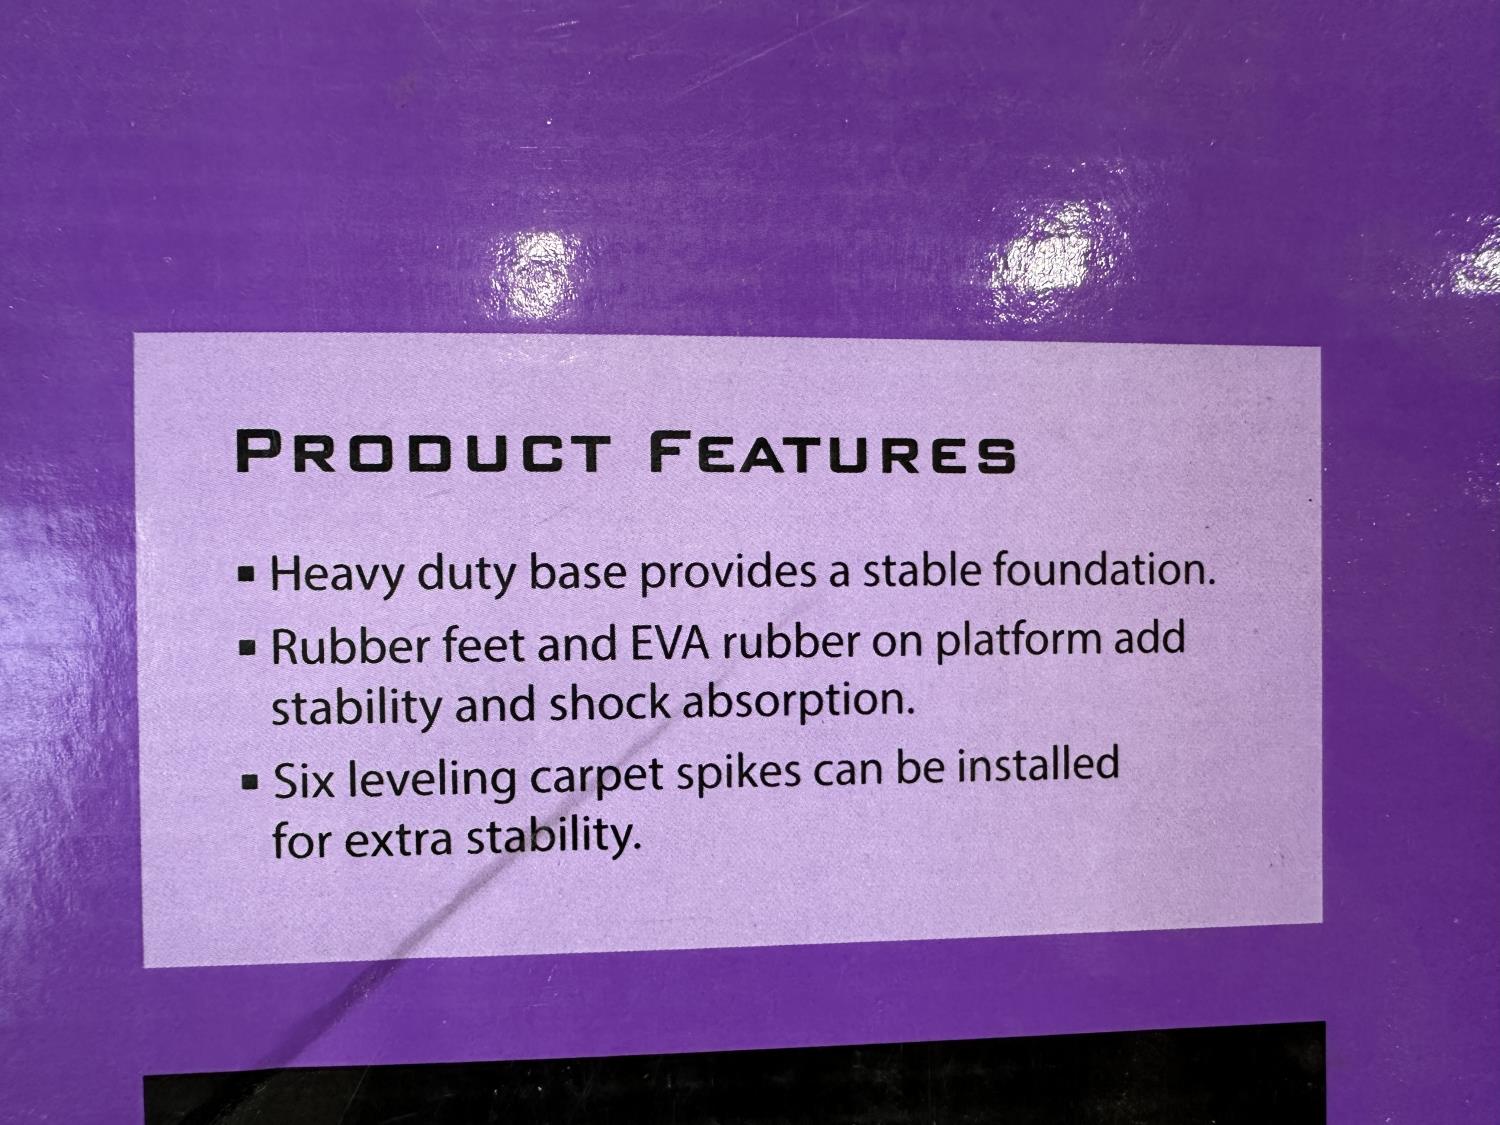 PRODUCT FEATURES
▪ Heavy duty base provides a stable foundation.
▪ Rubber feet and EVA rubber on platform add
stability and shock absorption.
▪ Six leveling carpet spikes can be installed
for extra stability.